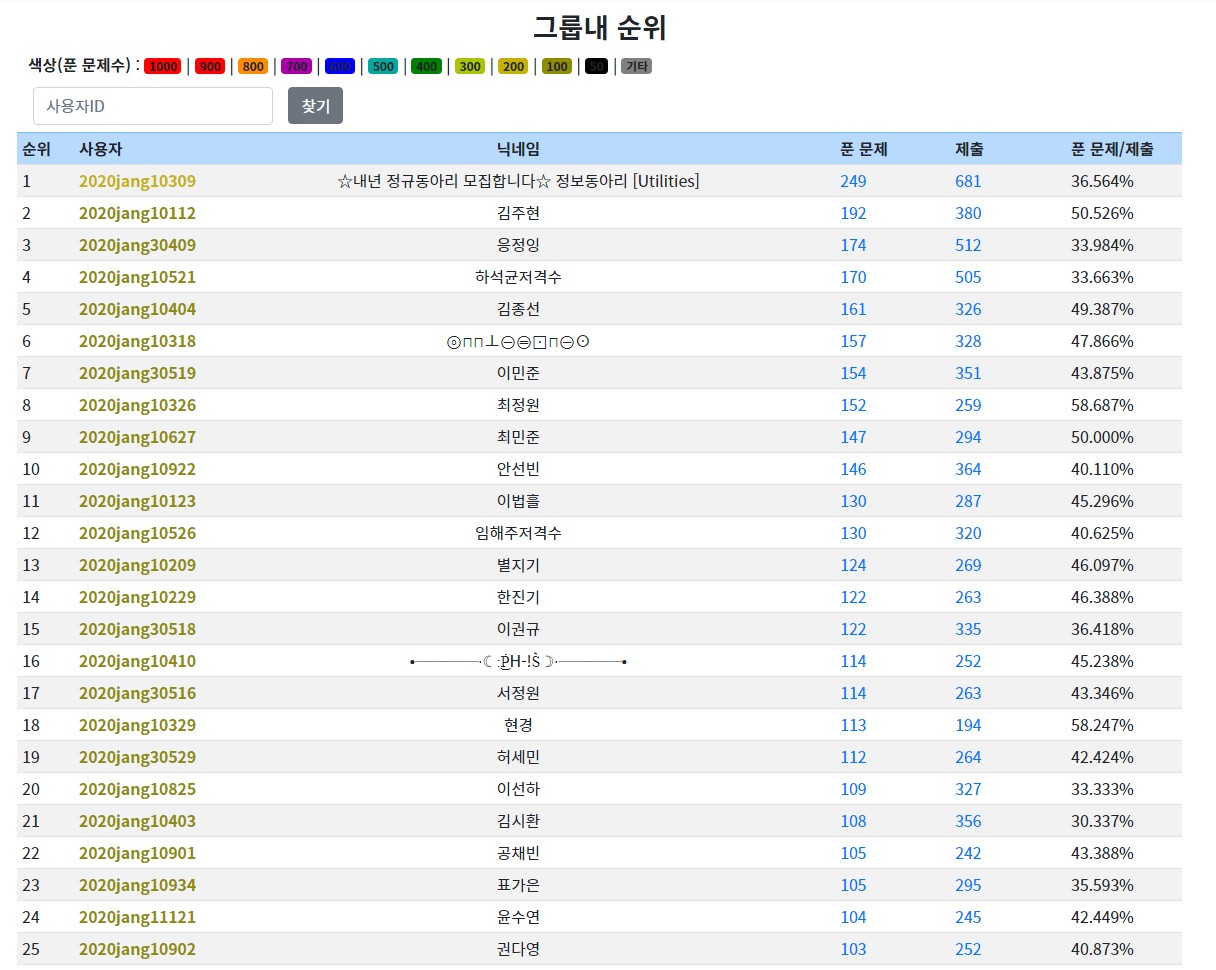 그룹내 순위
색상(푼 문제수) : 1000 | 900 | 800 | 700 | 600 | 500 | 400 | 300 | 200 | 100 | 50 | 기타
사용자ID 찾기
순위 사용자 닉네임 푼 문제 제출 푼 문제/제출
1 2020jang10309 ☆내년 정규동아리 모집합니다☆ 정보동아리 [Utilities] 249 681 36.564%
2 2020jang10112 김주현 192 380 50.526%
3 2020jang30409 응정잉 174 512 33.984%
4 2020jang10521 하석균저격수 170 505 33.663%
5 2020jang10404 김종선 161 326 49.387%
6 2020jang10318 157 328 47.866%
7 2020jang30519 이민준 154 351 43.875%
8 2020jang10326 최정원 152 259 58.687%
9 2020jang10627 최민준 147 294 50.000%
10 2020jang10922 안선빈 146 364 40.110%
11 2020jang10123 이법흘 130 287 45.296%
12 2020jang10526 임해주저격수 130 320 40.625%
13 2020jang10209 별지기 124 269 46.097%
14 2020jang10229 한진기 122 263 46.388%
15 2020jang30518 이권규 122 335 36.418%
16 2020jang10410 114 252 45.238%
17 2020jang30516 서정원 114 263 43.346%
18 2020jang10329 현경 113 194 58.247%
19 2020jang30529 허세민 112 264 42.424%
20 2020jang10825 이선하 109 327 33.333%
21 2020jang10403 김시환 108 356 30.337%
22 2020jang10901 공채빈 105 242 43.388%
23 2020jang10934 표가은 105 295 35.593%
24 2020jang11121 윤수연 104 245 42.449%
25 2020jang10902 권다영 103 252 40.873%